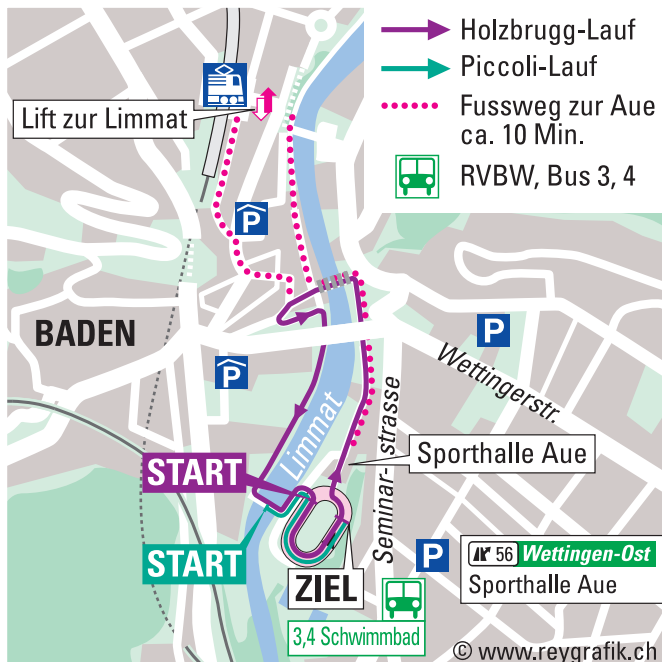 Holzbrugg-Lauf
Piccoli-Lauf
Fussweg zur Aue
ca. 10 Min.
RVBW, Bus 3, 4
Lift zur Limmat
P
BADEN
P
P
Wettingerstr.
Limmat
Seminar-strasse
Sporthalle Aue
START
START
ZIEL
P
56 Wettingen-Ost
Sporthalle Aue
3,4 Schwimmbad
© www.reygrafik.ch